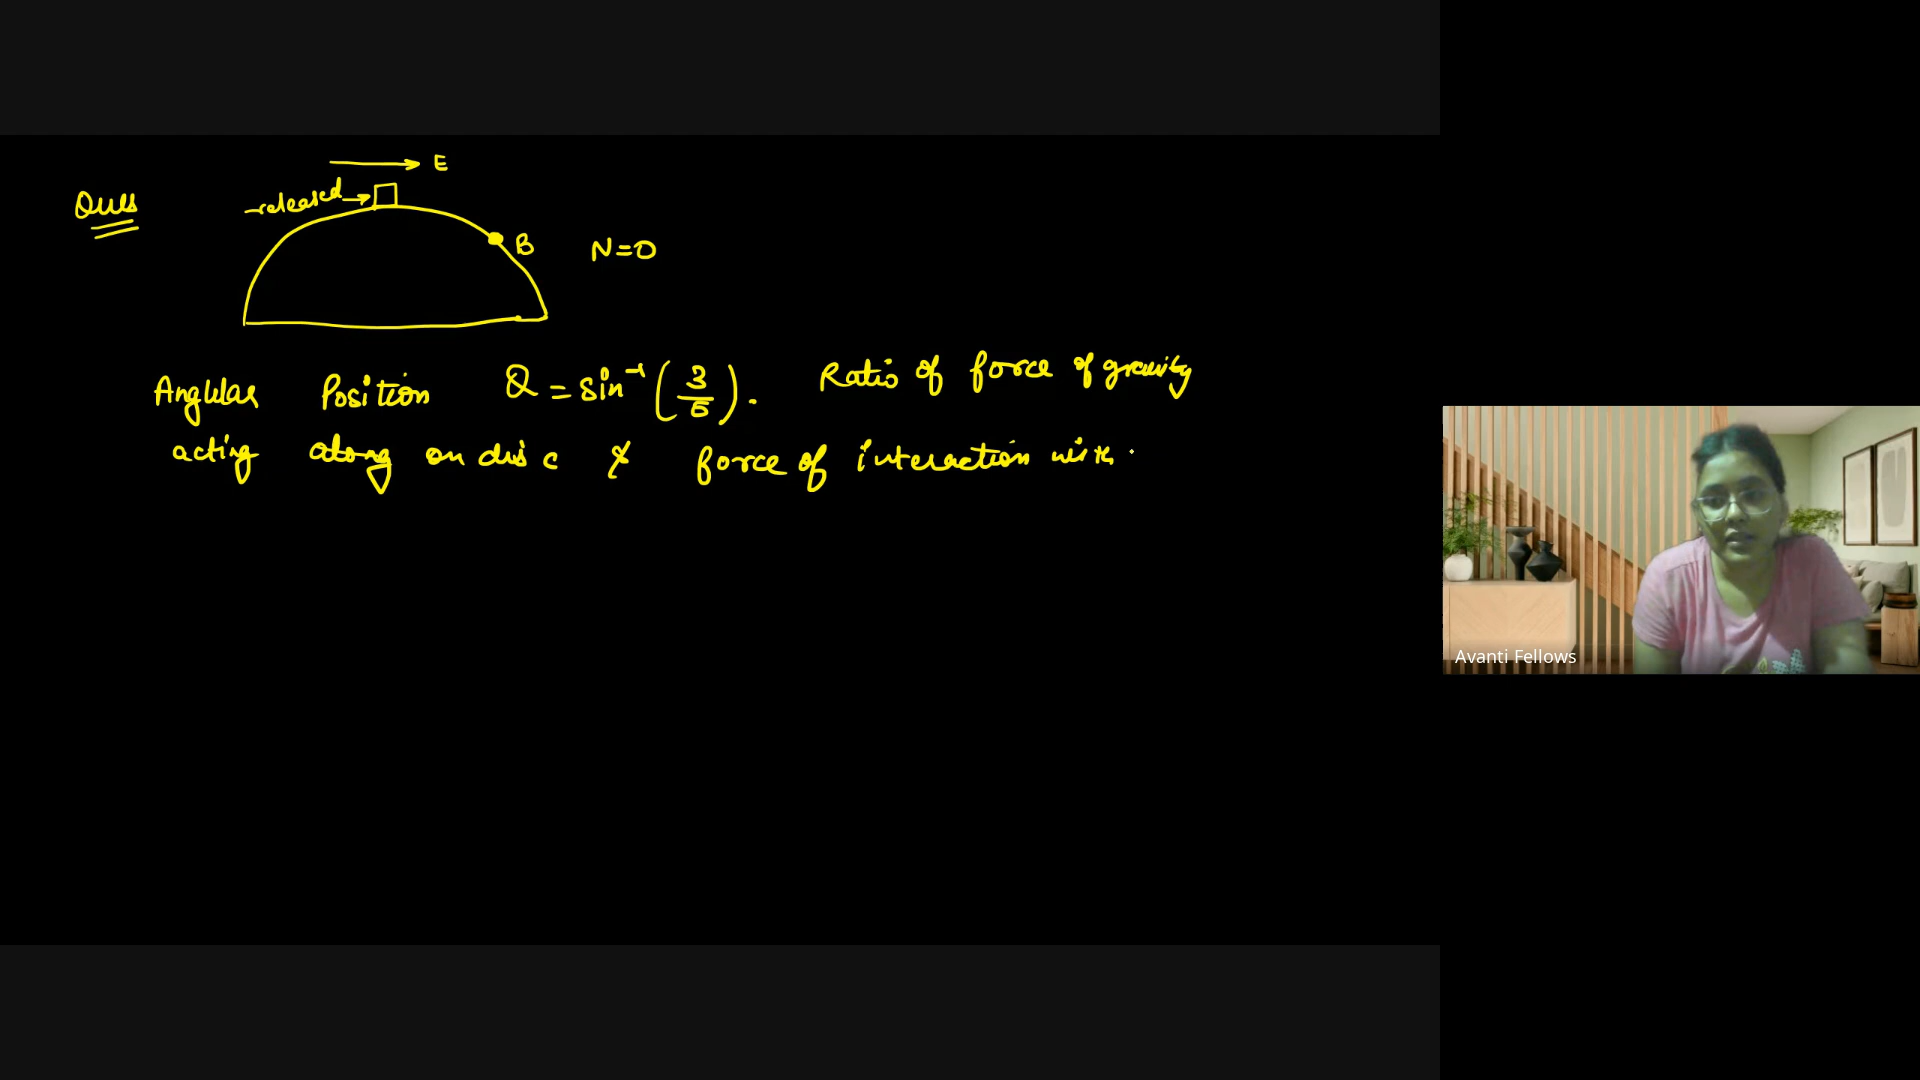 Ques
→ E
released →
B
N=0
Angular Position θ = sin⁻¹ (3/5). Ratio of force of gravity
acting along on disc & force of interaction with
Avanti Fellows